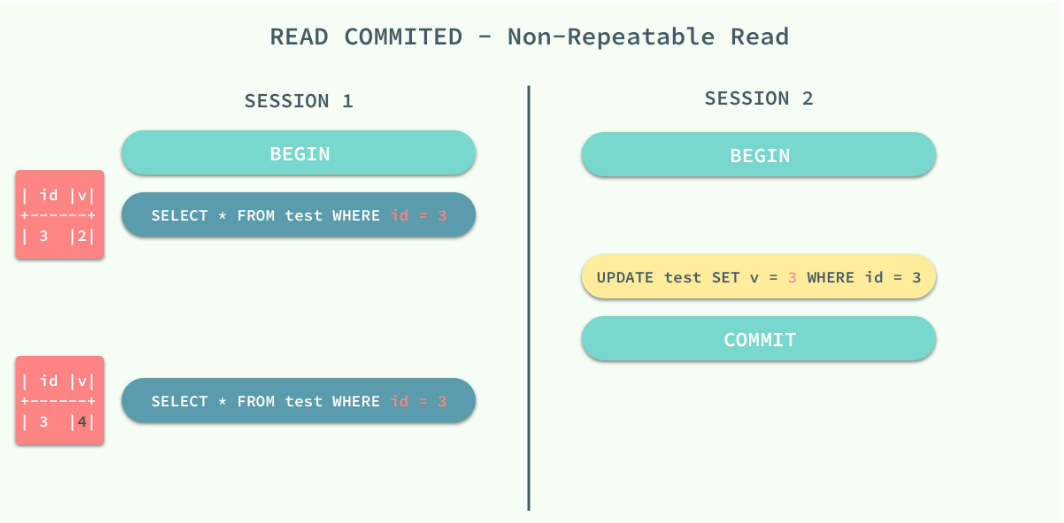 READ COMMITED - Non-Repeatable Read
SESSION 1
BEGIN
| id |v|
+------+
| 3 |2|
SELECT * FROM test WHERE id = 3
| id |v|
+------+
| 3 |4|
SELECT * FROM test WHERE id = 3
SESSION 2
BEGIN
UPDATE test SET v = 3 WHERE id = 3
COMMIT